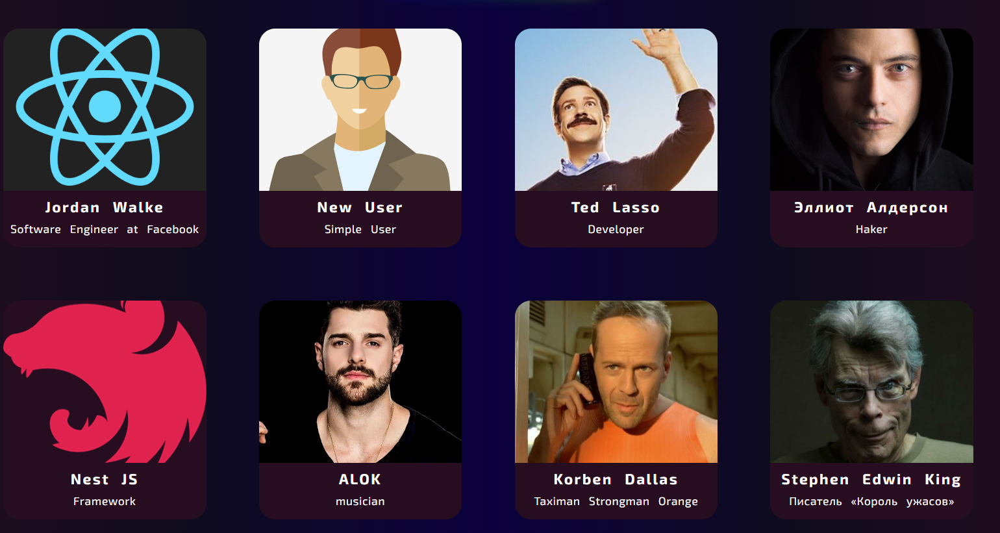 Jordan Walke
Software Engineer at Facebook
New User
Simple User
Ted Lasso
Developer
Эллиот Алдерсон
Haker
Nest JS
Framework
ALOK
musician
Korben Dallas
Taximan Strongman Orange
Stephen Edwin King
Писатель «Король ужасов»